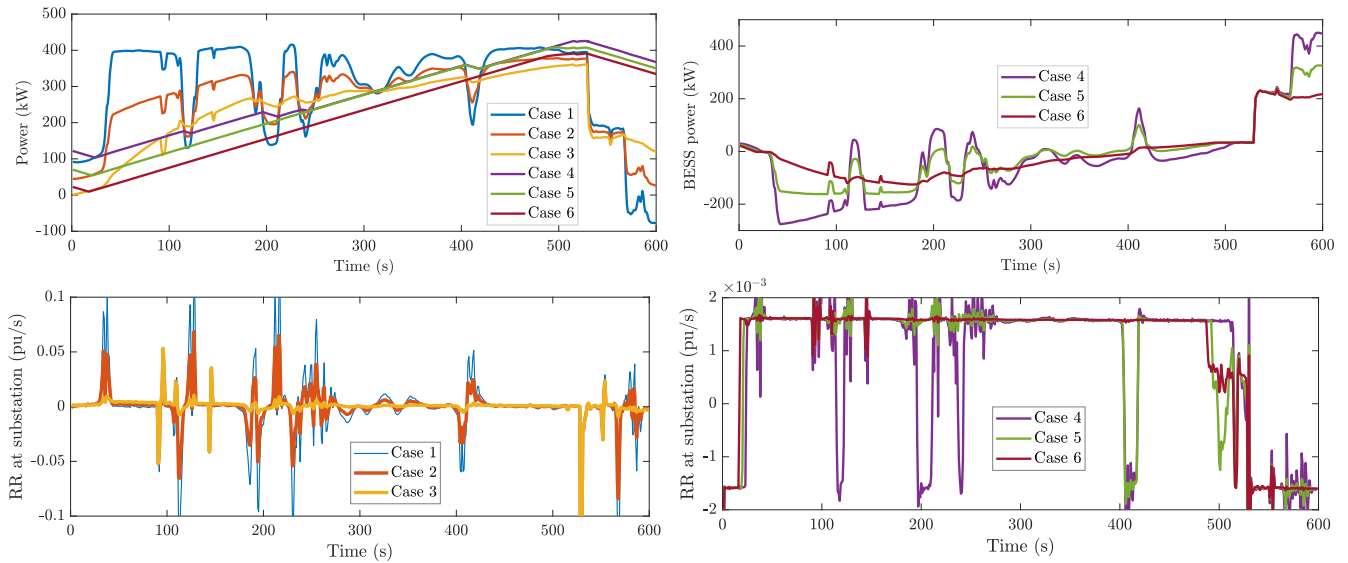 500
400
300
200
100
0
-100
Power (kW)
Case 1
Case 2
Case 3
Case 4
Case 5
Case 6
0 100 200 300 400 500 600
Time (s)
400
200
0
-200
BESS power (kW)
Case 4
Case 5
Case 6
0 100 200 300 400 500 600
Time (s)
0.1
0.05
0
-0.05
-0.1
RR at substation (pu/s)
Case 1
Case 2
Case 3
0 100 200 300 400 500 600
Time (s)
×10⁻³
2
1
0
-1
-2
RR at substation (pu/s)
Case 4
Case 5
Case 6
0 100 200 300 400 500 600
Time (s)